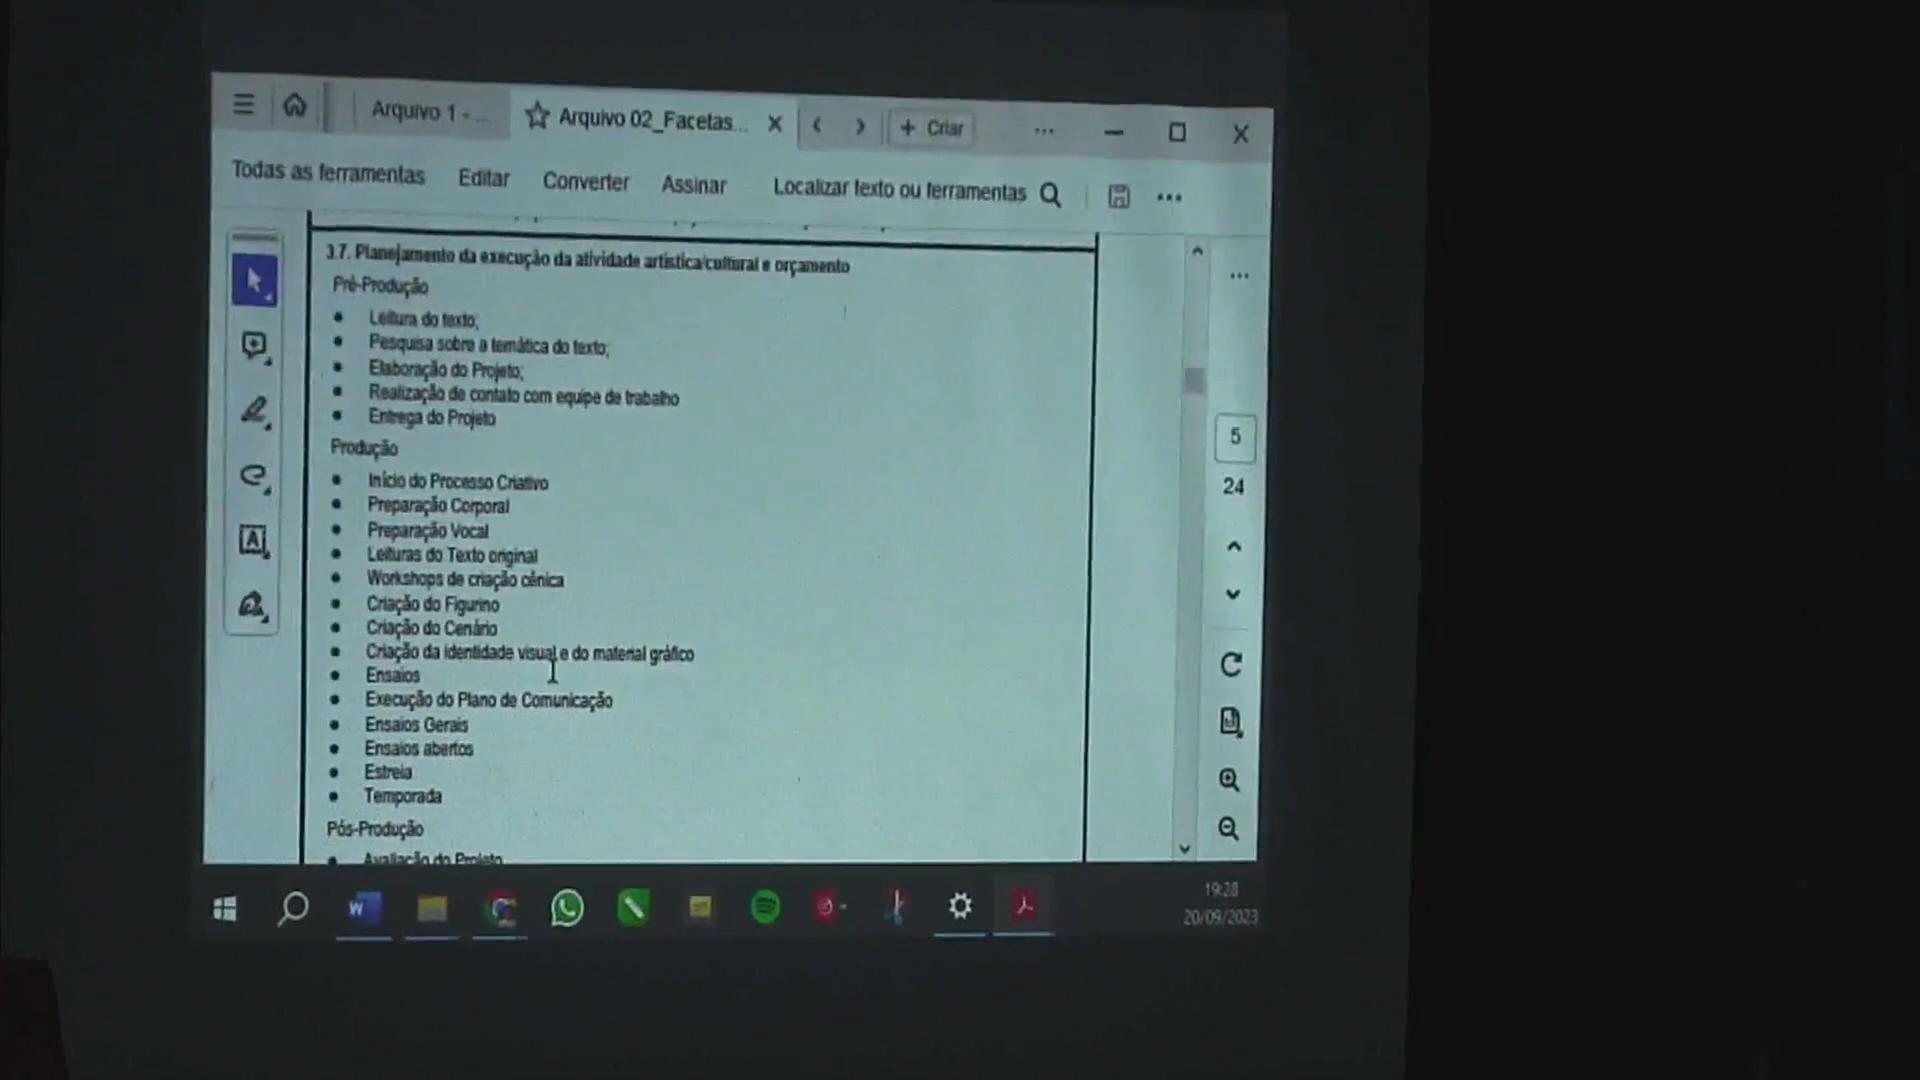 Arquivo 1 - ...
Arquivo 02_Facetas...
+ Criar
Todas as ferramentas
Editar
Converter
Assinar
Localizar texto ou ferramentas
3.7. Planejamento da execução da atividade artística/cultural e orçamento
Pré-Produção
• Leitura do texto;
• Pesquisa sobre a temática do texto;
• Elaboração do Projeto;
• Realização de contato com equipe de trabalho
• Entrega do Projeto
Produção
• Início do Processo Criativo
• Preparação Corporal
• Preparação Vocal
• Leituras do Texto original
• Workshops de criação cênica
• Criação do Figurino
• Criação do Cenário
• Criação da identidade visual e do material gráfico
• Ensaios
• Execução do Plano de Comunicação
• Ensaios Gerais
• Ensaios abertos
• Estreia
• Temporada
Pós-Produção
• Avaliação do Projeto
5
24
19:28
20/09/2023